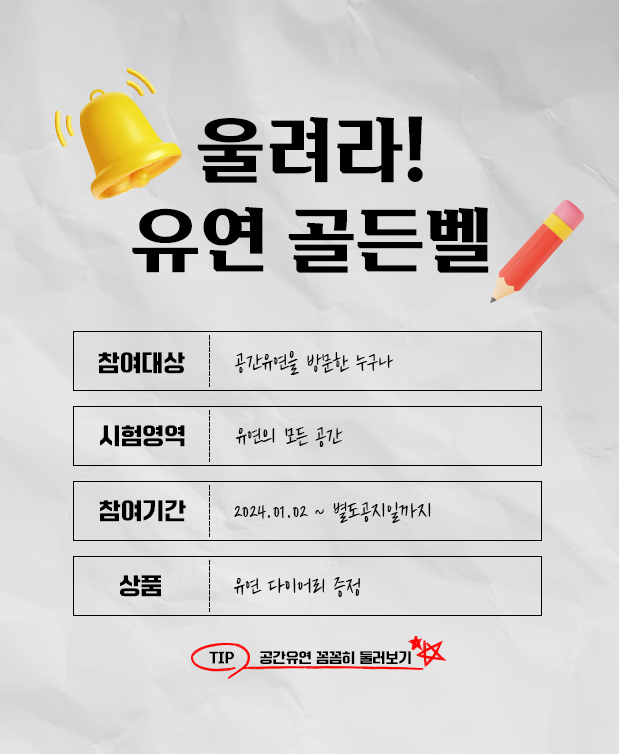 울려라!
유연 골든벨
참여대상 공간유연을 방문한 누구나
시험영역 유연의 모든 공간
참여기간 2024.01.02 ~ 별도공지일까지
상품 유연 다이어리 증정
TIP 공간유연 꼼꼼히 둘러보기